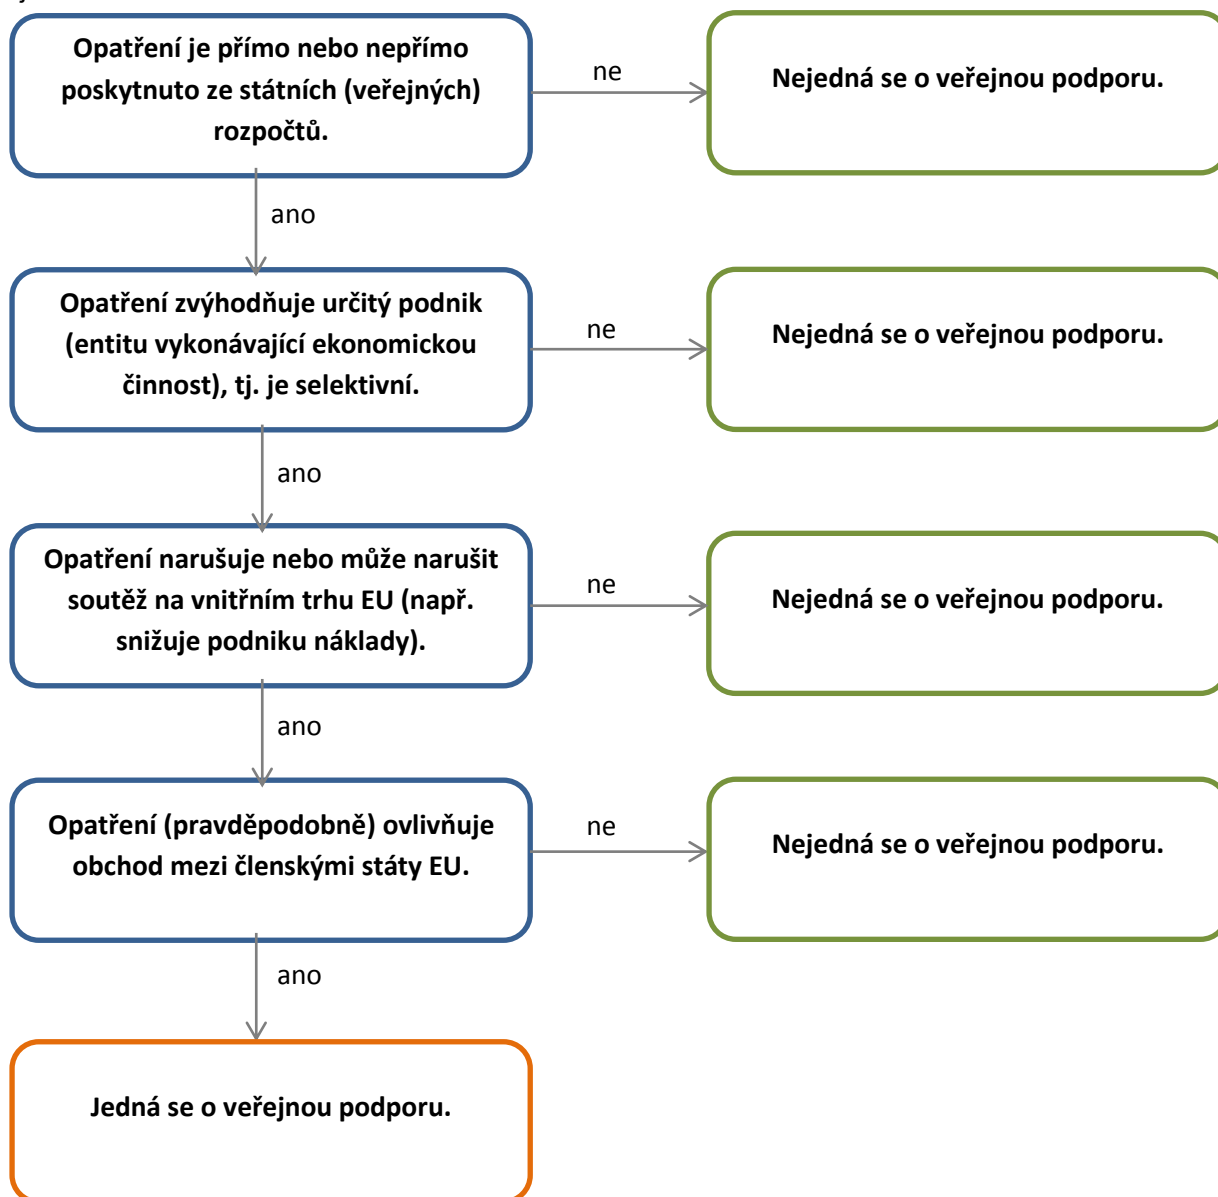 Opatření je přímo nebo nepřímo
poskytnuto ze státních (veřejných)
rozpočtů.
ne
Nejedná se o veřejnou podporu.
ano
Opatření zvýhodňuje určitý podnik
(entitu vykonávající ekonomickou
činnost), tj. je selektivní.
ne
Nejedná se o veřejnou podporu.
ano
Opatření narušuje nebo může narušit
soutěž na vnitřním trhu EU (např.
snižuje podniku náklady).
ne
Nejedná se o veřejnou podporu.
ano
Opatření (pravděpodobně) ovlivňuje
obchod mezi členskými státy EU.
ne
Nejedná se o veřejnou podporu.
ano
Jedná se o veřejnou podporu.